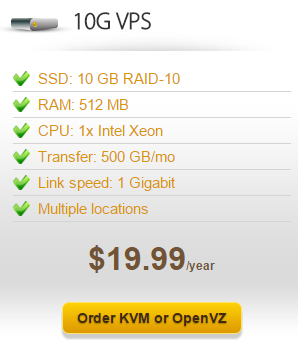 10G VPS
SSD: 10 GB RAID-10
RAM: 512 MB
CPU: 1x Intel Xeon
Transfer: 500 GB/mo
Link speed: 1 Gigabit
Multiple locations
$19.99/year
Order KVM or OpenVZ